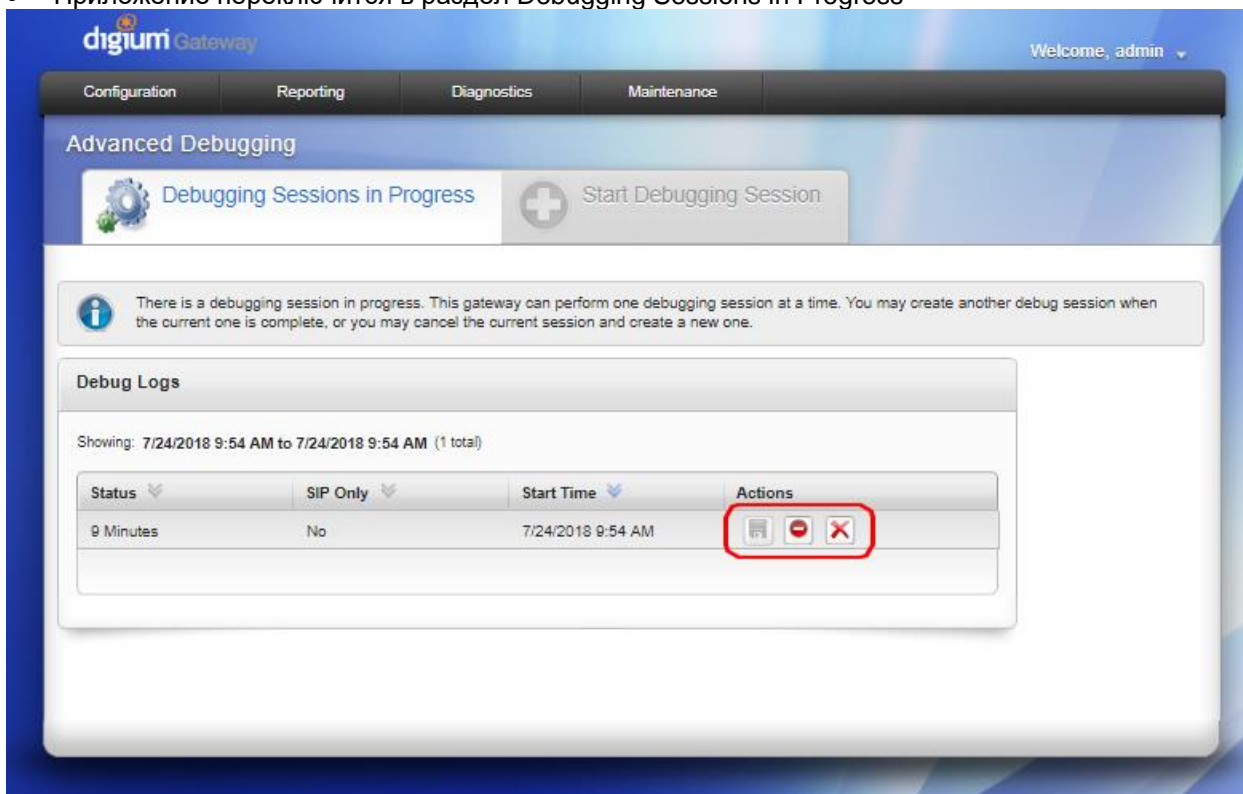 • Приложение переключится в раздел Debugging Sessions in Progress
digium Gateway
Welcome, admin
Configuration Reporting Diagnostics Maintenance
Advanced Debugging
Debugging Sessions in Progress Start Debugging Session
There is a debugging session in progress. This gateway can perform one debugging session at a time. You may create another debug session when
the current one is complete, or you may cancel the current session and create a new one.
Debug Logs
Showing: 7/24/2018 9:54 AM to 7/24/2018 9:54 AM (1 total)
Status SIP Only Start Time Actions
9 Minutes No 7/24/2018 9:54 AM